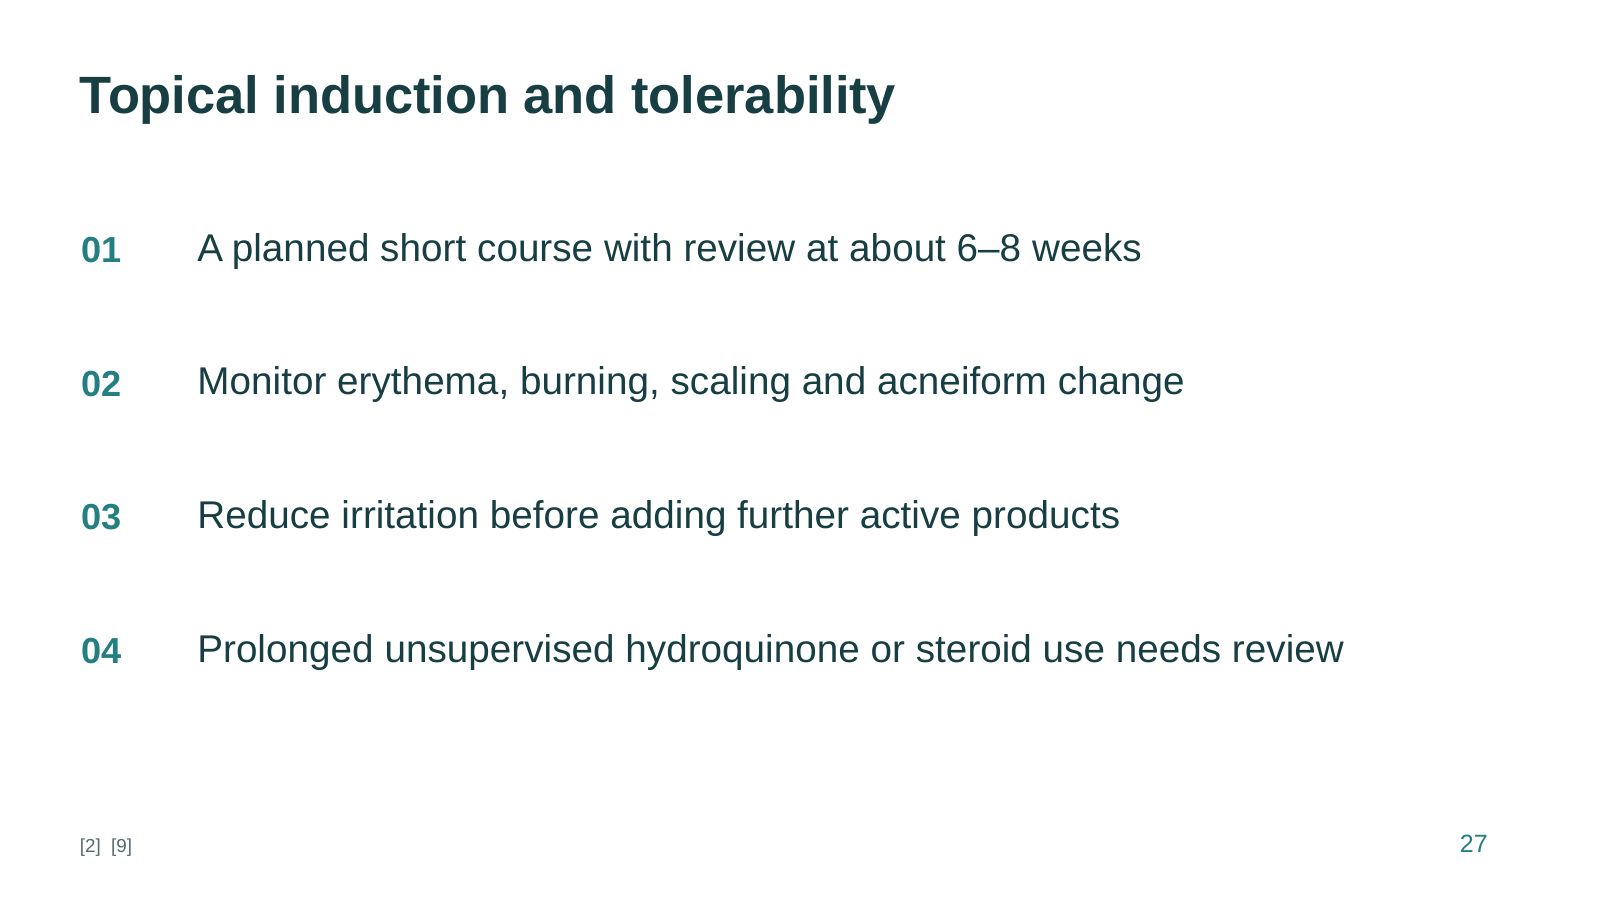 Topical induction and tolerability
01 A planned short course with review at about 6–8 weeks
02 Monitor erythema, burning, scaling and acneiform change
03 Reduce irritation before adding further active products
04 Prolonged unsupervised hydroquinone or steroid use needs review
[2] [9] 27